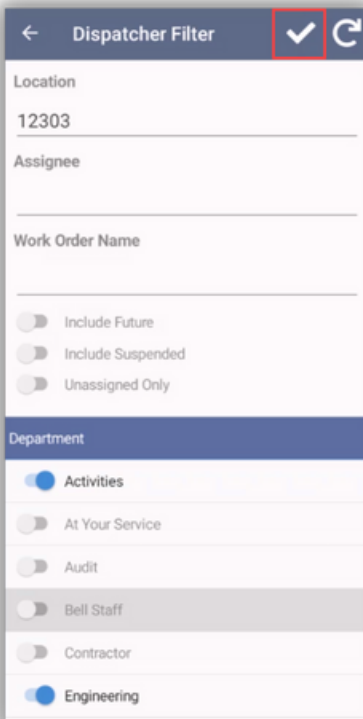 Dispatcher Filter
Location
12303
Assignee
Work Order Name
Include Future
Include Suspended
Unassigned Only
Department
Activities
At Your Service
Audit
Bell Staff
Contractor
Engineering